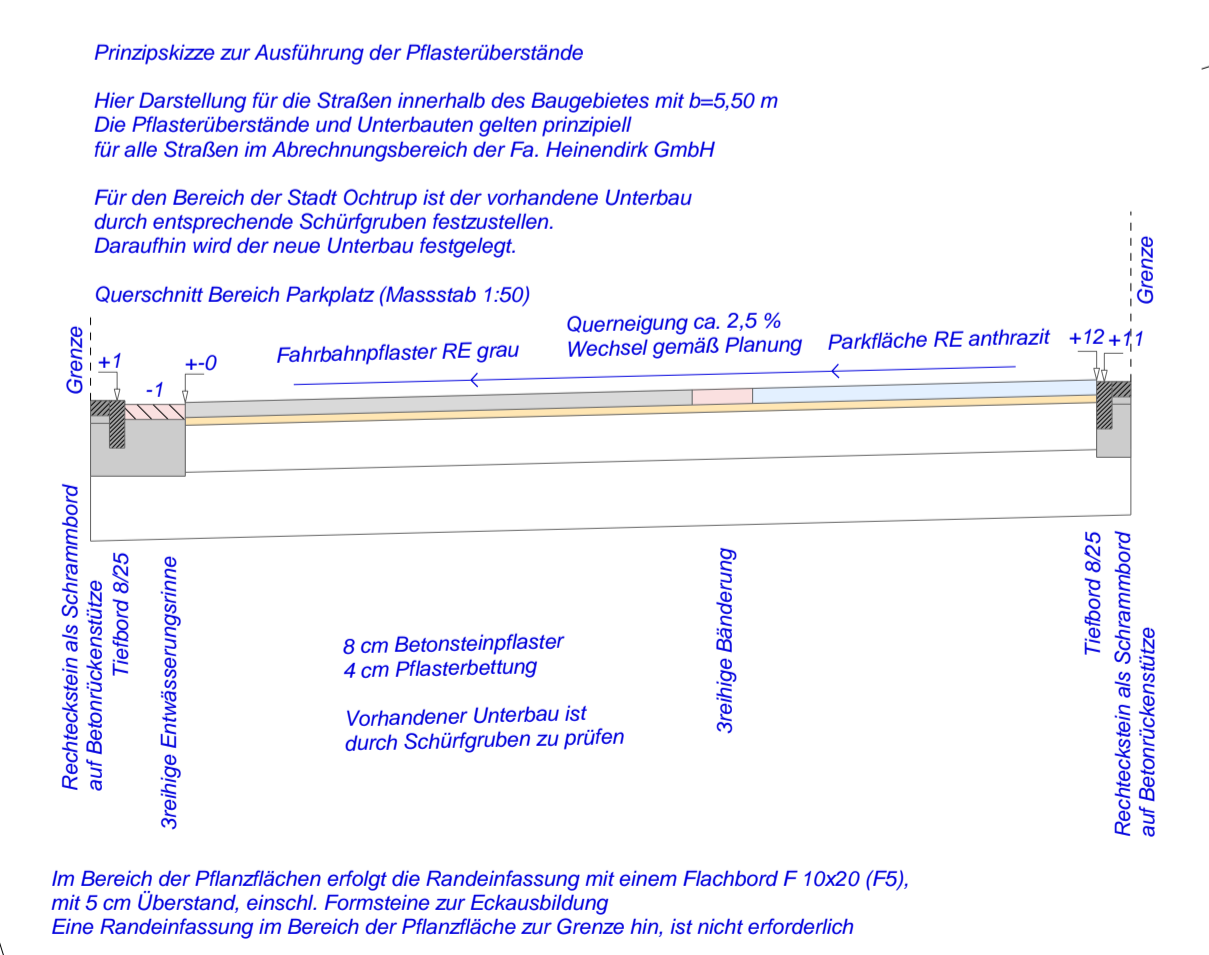 Prinzipskizze zur Ausführung der Pflasterüberstände
Hier Darstellung für die Straßen innerhalb des Baugebietes mit b=5,50 m
Die Pflasterüberstände und Unterbauten gelten prinzipiell
für alle Straßen im Abrechnungsbereich der Fa. Heinendirk GmbH
Für den Bereich der Stadt Ochtrup ist der vorhandene Unterbau
durch entsprechende Schürfgruben festzustellen.
Daraufhin wird der neue Unterbau festgelegt.
Querschnitt Bereich Parkplatz (Massstab 1:50)
Grenze
+1
-1
+-0
Fahrbahnpflaster RE grau
Querneigung ca. 2,5 %
Wechsel gemäß Planung
Parkfläche RE anthrazit
+12
+11
Grenze
Rechteckstein als Schrammbord
auf Betonrückenstütze
Tiefbord 8/25
3reihige Entwässerungsrinne
8 cm Betonsteinpflaster
4 cm Pflasterbettung
Vorhandener Unterbau ist
durch Schürfgruben zu prüfen
3reihige Bänderung
Tiefbord 8/25
Rechteckstein als Schrammbord
auf Betonrückenstütze
Im Bereich der Pflanzflächen erfolgt die Randeinfassung mit einem Flachbord F 10x20 (F5),
mit 5 cm Überstand, einschl. Formsteine zur Eckausbildung
Eine Randeinfassung im Bereich der Pflanzfläche zur Grenze hin, ist nicht erforderlich